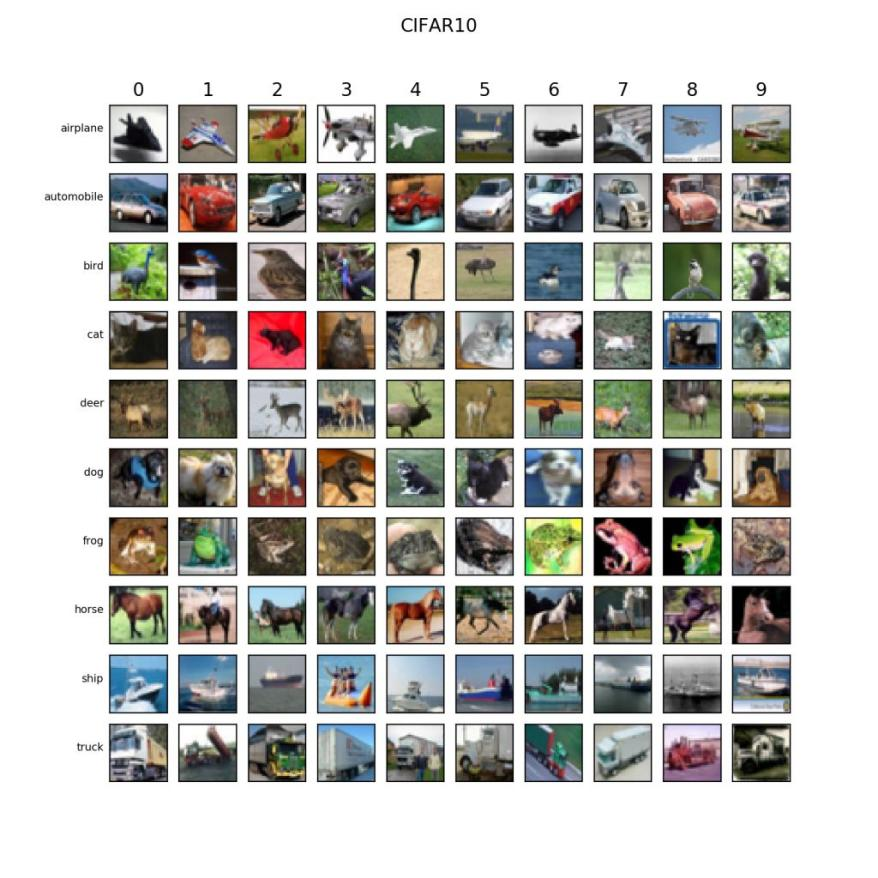 CIFAR10
0 1 2 3 4 5 6 7 8 9
airplane
automobile
bird
cat
deer
dog
frog
horse
ship
truck